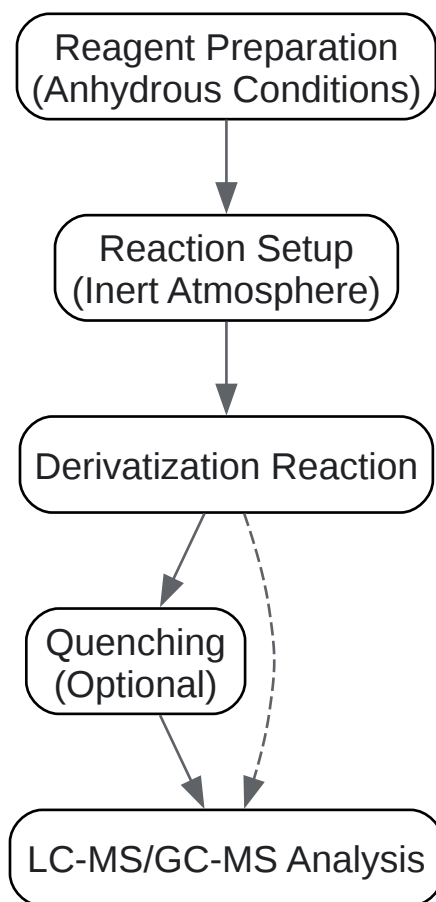 Reagent Preparation
(Anhydrous Conditions)
Reaction Setup
(Inert Atmosphere)
Derivatization Reaction
Quenching
(Optional)
LC-MS/GC-MS Analysis